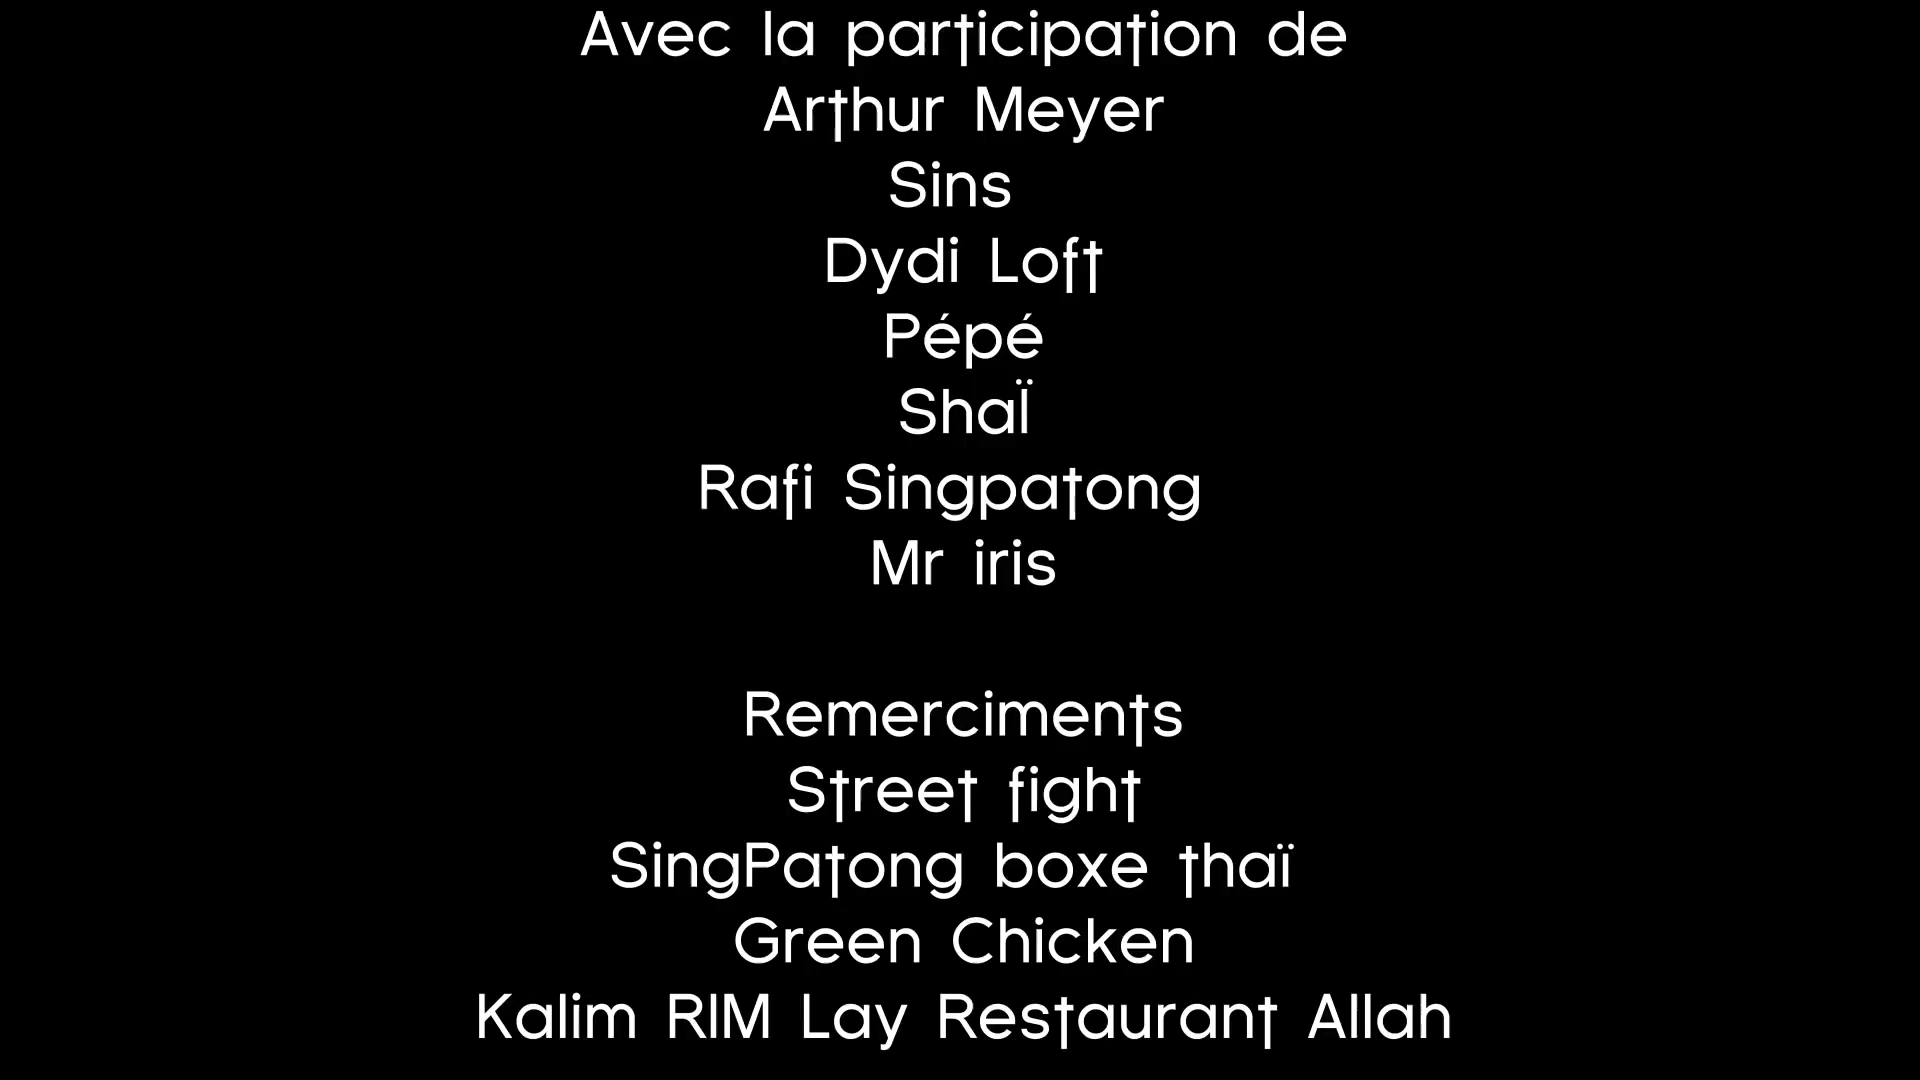 Avec la participation de
Arthur Meyer
Sins
Dydi Loft
Pépé
ShaÏ
Rafi Singpatong
Mr iris
Remerciments
Street fight
SingPatong boxe thaï
Green Chicken
Kalim RIM Lay Restaurant Allah